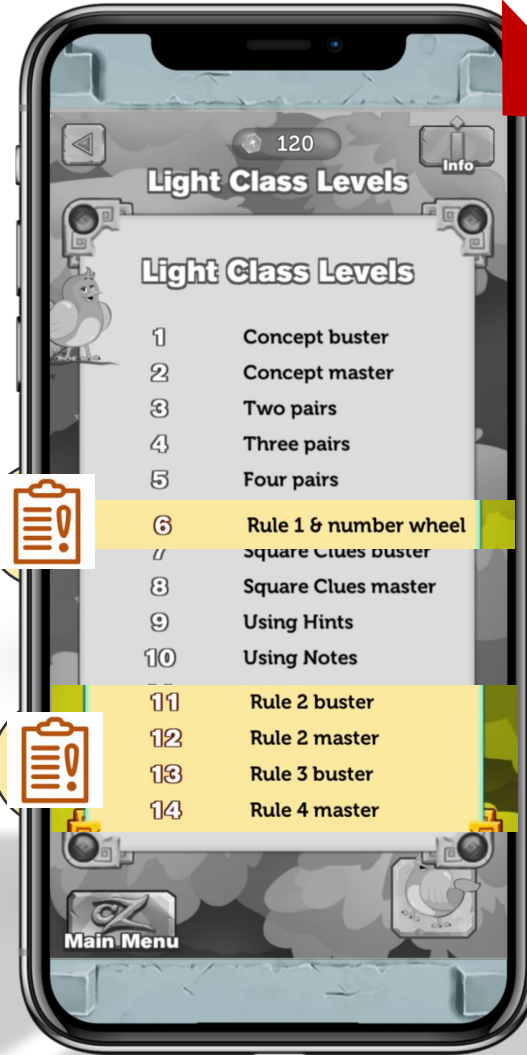 120
Info
Light Class Levels
Light Class Levels
1 Concept buster
2 Concept master
3 Two pairs
4 Three pairs
5 Four pairs
6 Rule 1 & number wheel
7 Square Clues buster
8 Square Clues master
9 Using Hints
10 Using Notes
11 Rule 2 buster
12 Rule 2 master
13 Rule 3 buster
14 Rule 4 master
Main Menu